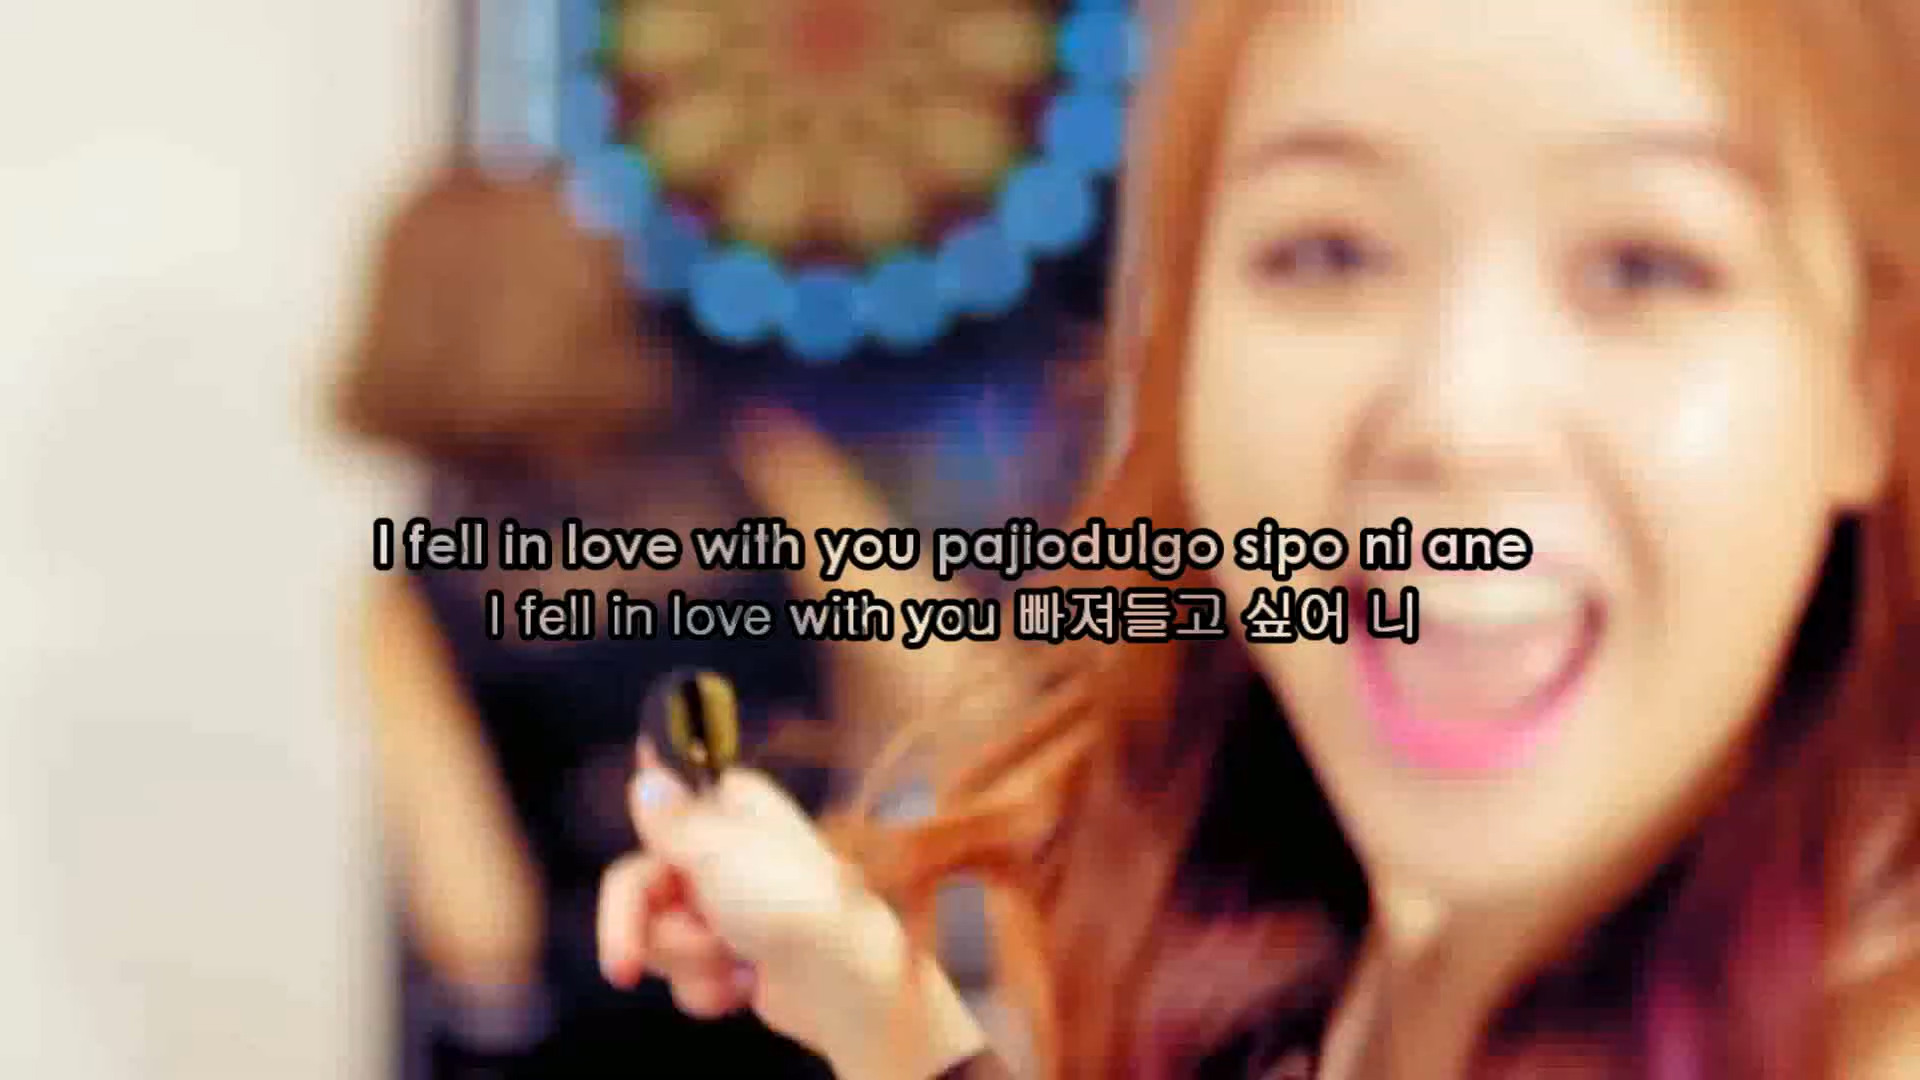 I fell in love with you pajiodulgo sipo ni ane
I fell in love with you 빠져들고 싶어 니